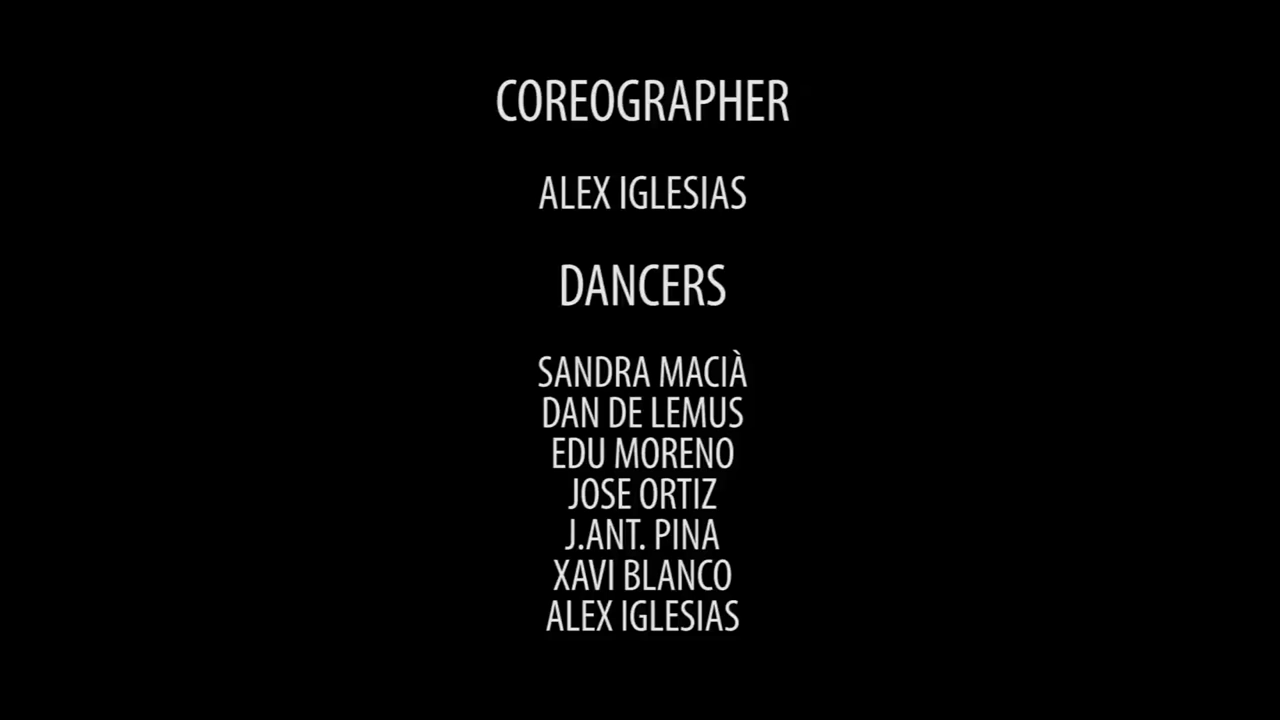 COREOGRAPHER
ALEX IGLESIAS
DANCERS
SANDRA MACIÀ
DAN DE LEMUS
EDU MORENO
JOSE ORTIZ
J.ANT. PINA
XAVI BLANCO
ALEX IGLESIAS